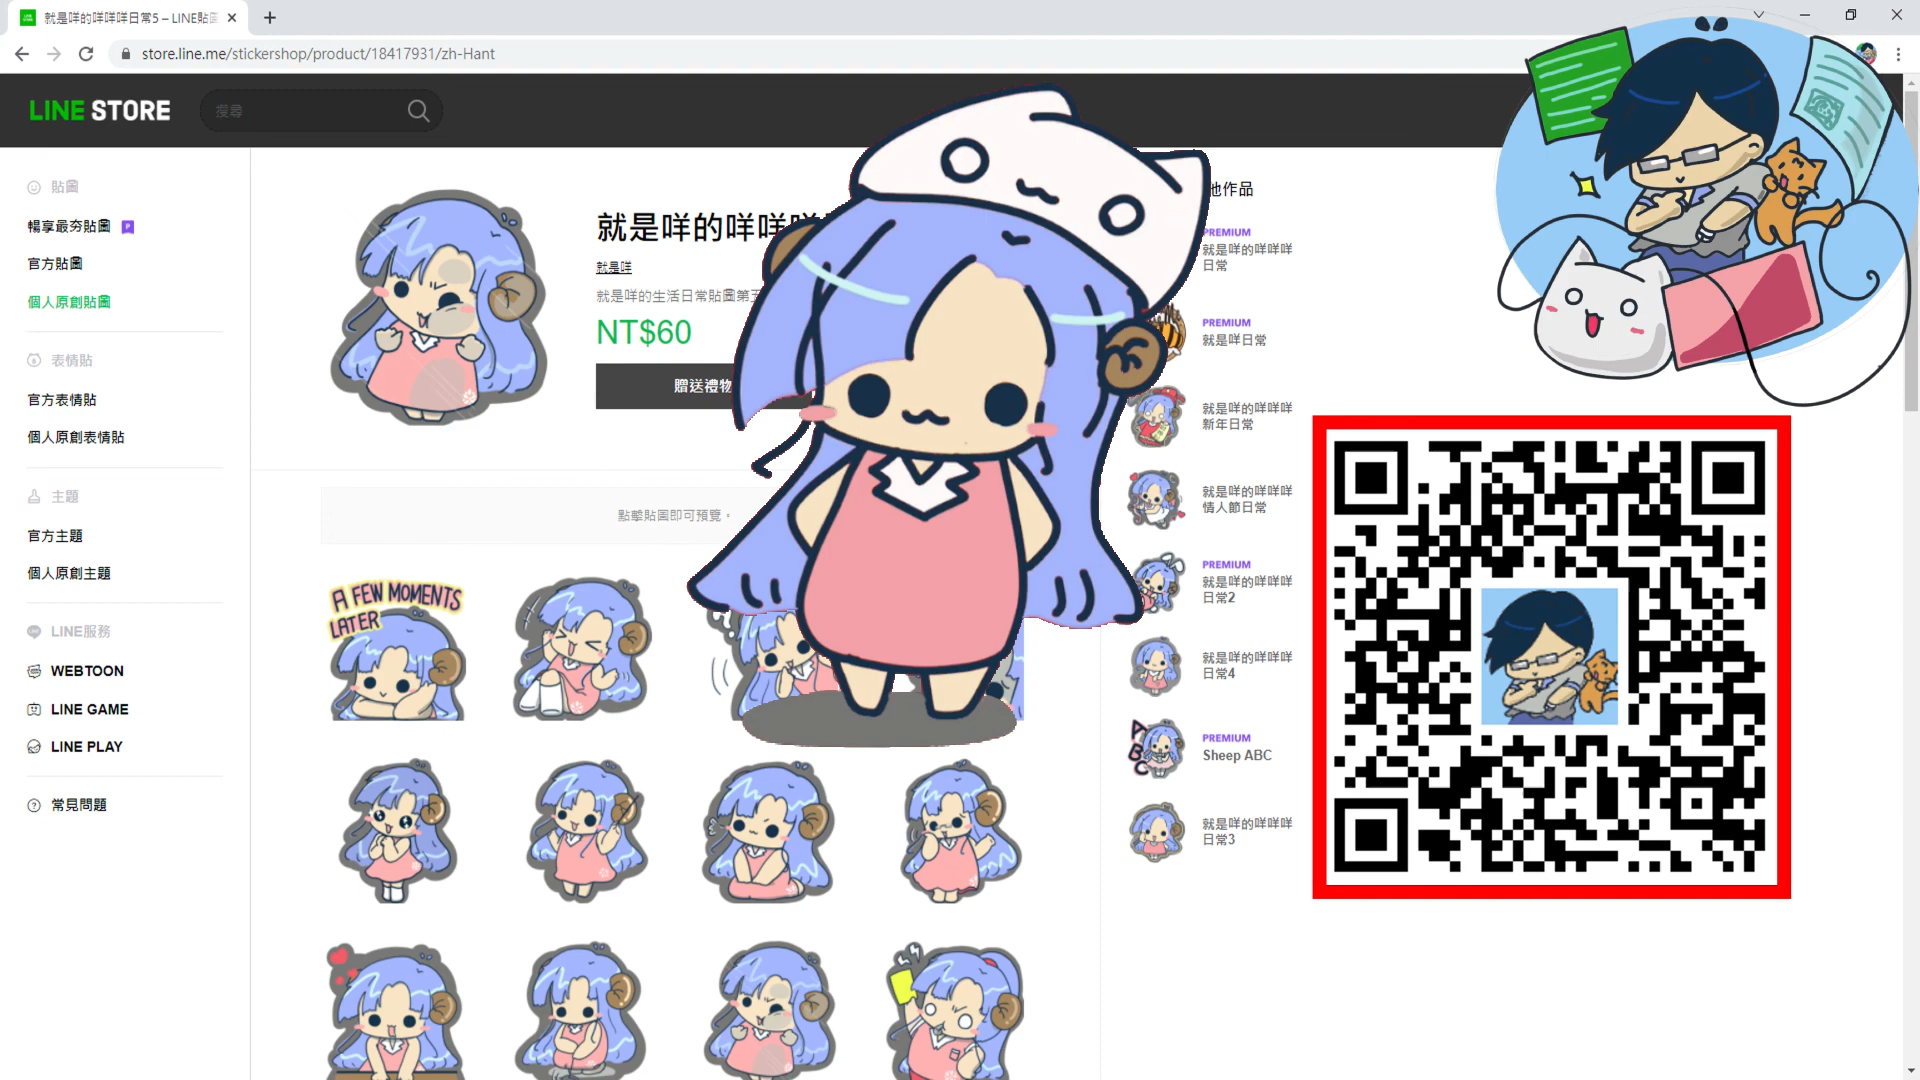 就是咩的咩咩咩日常5 – LINE貼圖
store.line.me/stickershop/product/18417931/zh-Hant
LINE STORE
搜尋
貼圖
暢享最夯貼圖
P
官方貼圖
個人原創貼圖
表情貼
官方表情貼
個人原創表情貼
主題
官方主題
個人原創主題
LINE服務
WEBTOON
LINE GAME
LINE PLAY
常見問題
就是咩的咩咩
就是咩
就是咩的生活日常貼圖第五
NT$60
贈送禮物
點擊貼圖即可預覽。
A FEW MOMENTS
LATER
他作品
PREMIUM
就是咩的咩咩咩
日常
PREMIUM
就是咩日常
就是咩的咩咩咩
新年日常
就是咩的咩咩咩
情人節日常
PREMIUM
就是咩的咩咩咩
日常2
就是咩的咩咩咩
日常4
ABC
PREMIUM
Sheep ABC
就是咩的咩咩咩
日常3